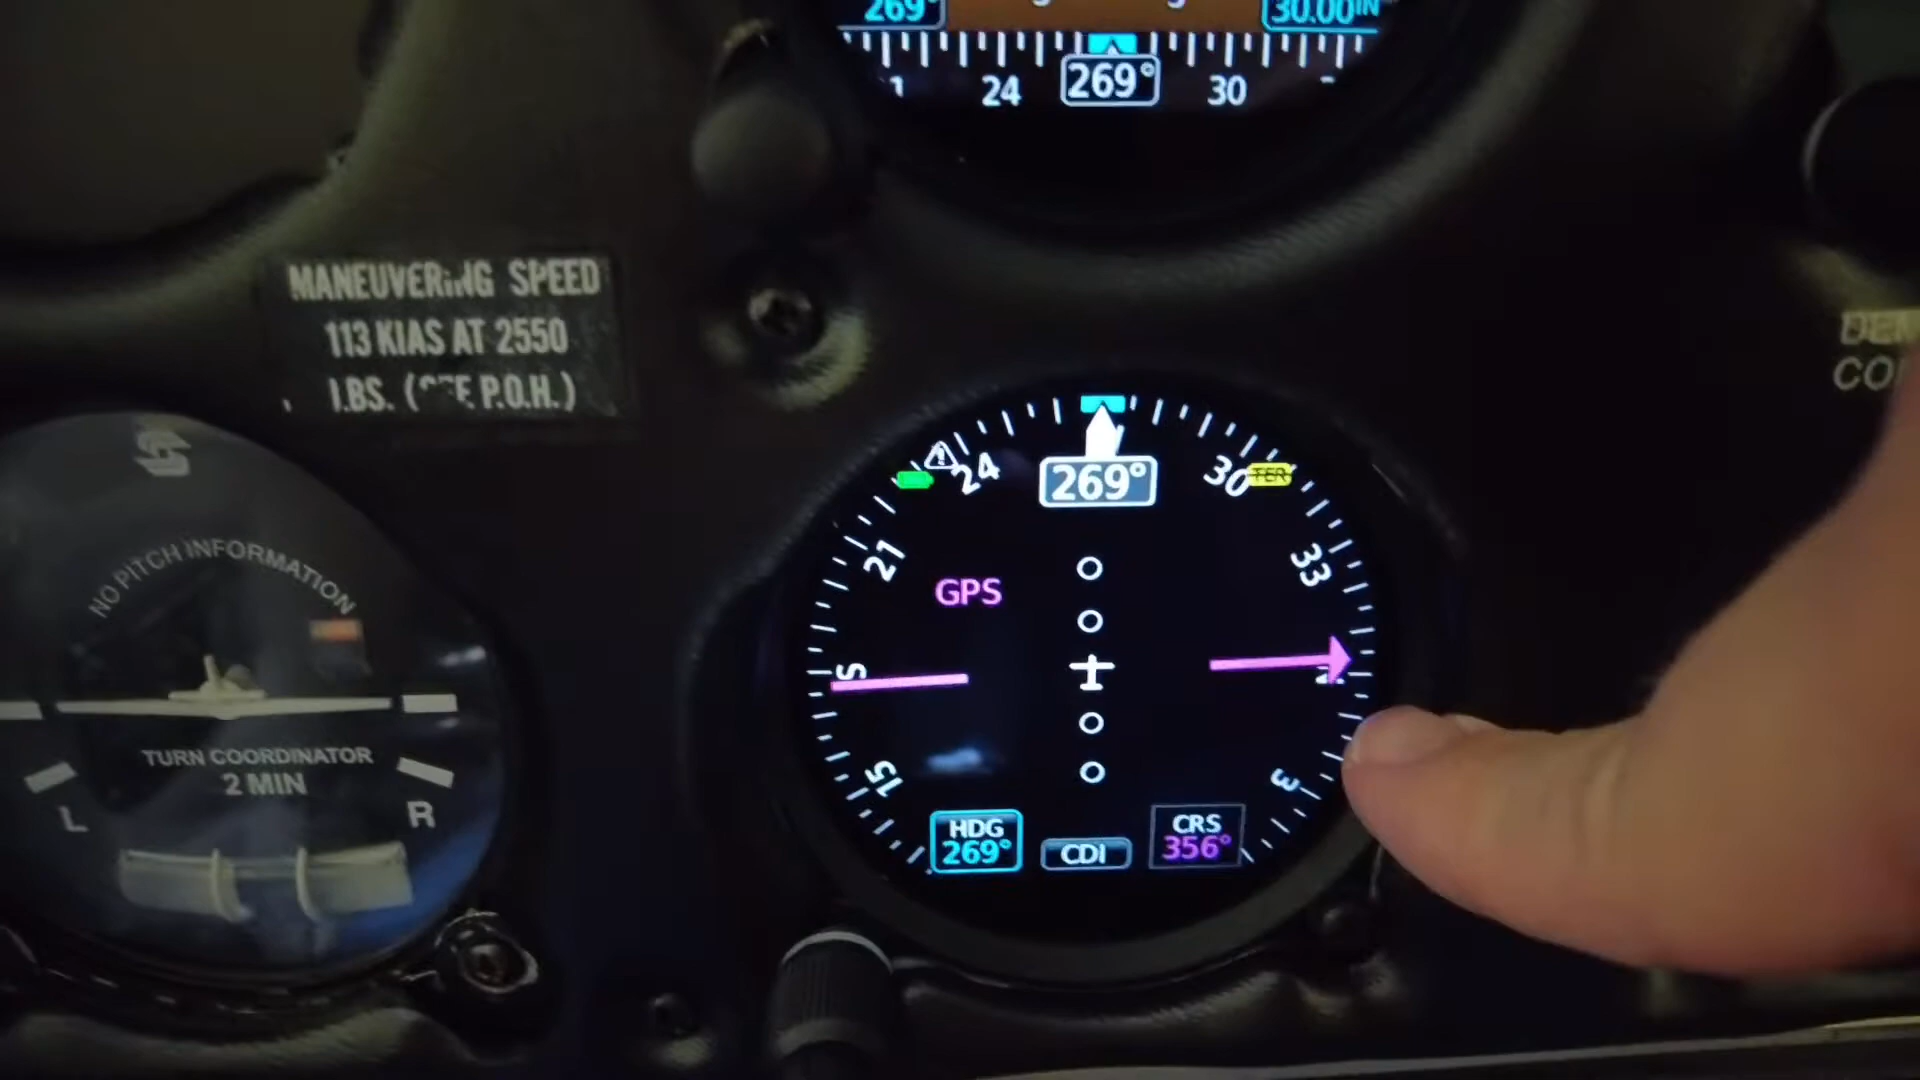 269°
30.00IN
24
269°
30
MANEUVERING SPEED
113 KIAS AT 2550
LBS. (SEE P.O.H.)
24
269°
30
TER
21
33
GPS
S
NO PITCH INFORMATION
15
3
TURN COORDINATOR
2 MIN
L
R
HDG
269°
CDI
CRS
356°